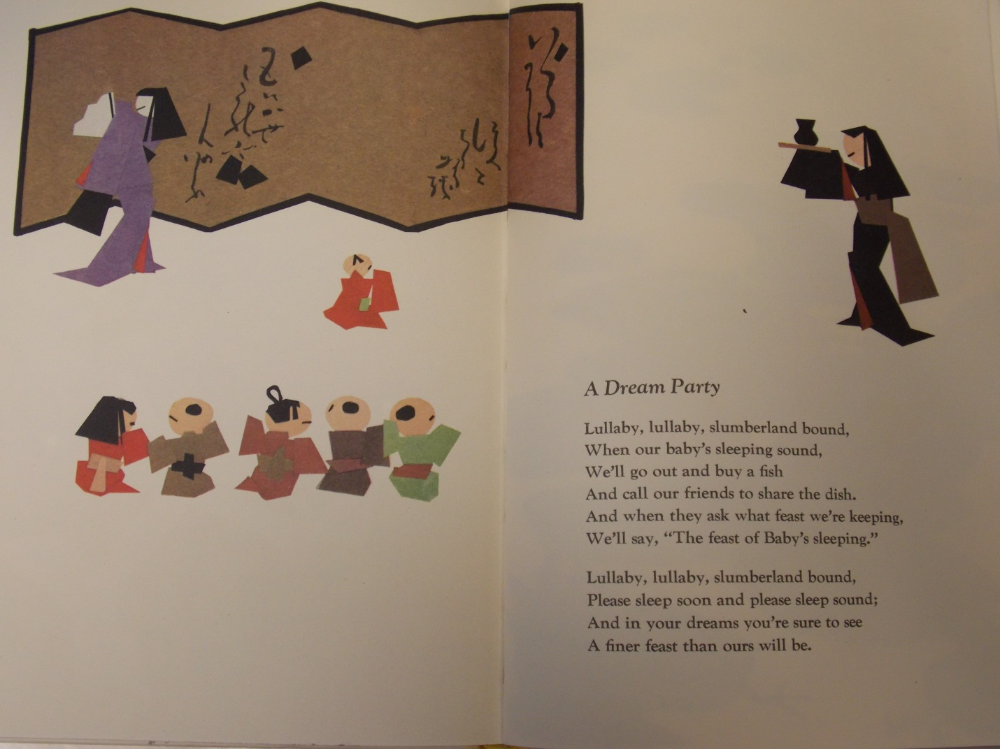 A Dream Party
Lullaby, lullaby, slumberland bound,
When our baby's sleeping sound,
We'll go out and buy a fish
And call our friends to share the dish.
And when they ask what feast we're keeping,
We'll say, “The feast of Baby's sleeping.”
Lullaby, lullaby, slumberland bound,
Please sleep soon and please sleep sound;
And in your dreams you're sure to see
A finer feast than ours will be.